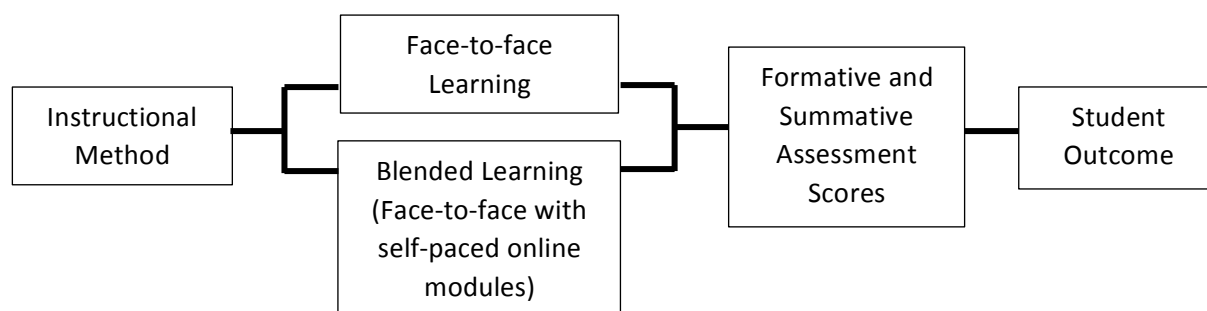 Instructional
Method
Face-to-face
Learning
Blended Learning
(Face-to-face with
self-paced online
modules)
Formative and
Summative
Assessment
Scores
Student
Outcome